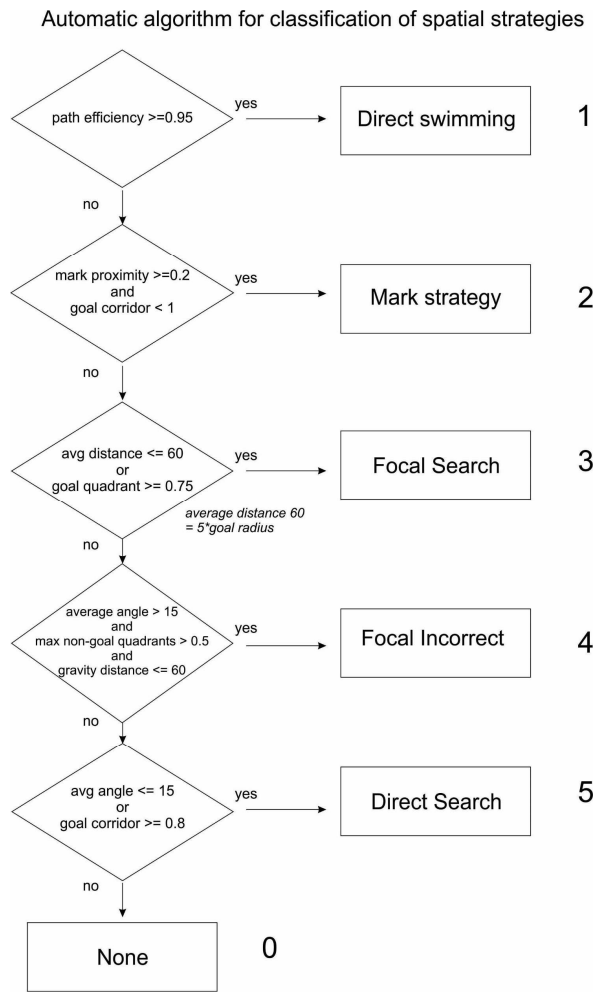 Automatic algorithm for classification of spatial strategies
path efficiency >=0.95
yes
Direct swimming
1
no
mark proximity >=0.2
and
goal corridor < 1
yes
Mark strategy
2
no
avg distance <= 60
or
goal quadrant >= 0.75
yes
Focal Search
3
average distance 60
= 5*goal radius
no
average angle > 15
and
max non-goal quadrants > 0.5
and
gravity distance <= 60
yes
Focal Incorrect
4
no
avg angle <= 15
or
goal corridor >= 0.8
yes
Direct Search
5
no
None
0